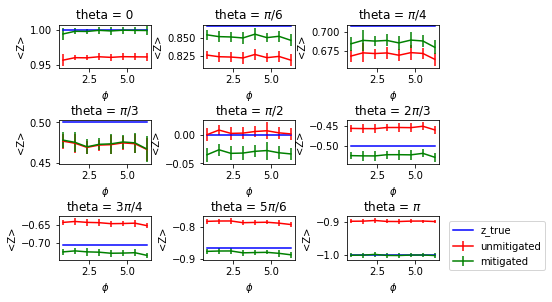 theta = 0
theta = π/6
theta = π/4
<Z>
1.00
0.95
2.5
5.0
ϕ
<Z>
0.850
0.825
2.5
5.0
ϕ
<Z>
0.700
0.675
2.5
5.0
ϕ
theta = π/3
theta = π/2
theta = 2π/3
<Z>
0.50
0.45
2.5
5.0
ϕ
<Z>
0.00
−0.05
2.5
5.0
ϕ
<Z>
−0.45
−0.50
2.5
5.0
ϕ
theta = 3π/4
theta = 5π/6
theta = π
<Z>
−0.65
−0.70
2.5
5.0
ϕ
<Z>
−0.8
−0.9
2.5
5.0
ϕ
<Z>
−0.9
−1.0
2.5
5.0
ϕ
z_true
unmitigated
mitigated